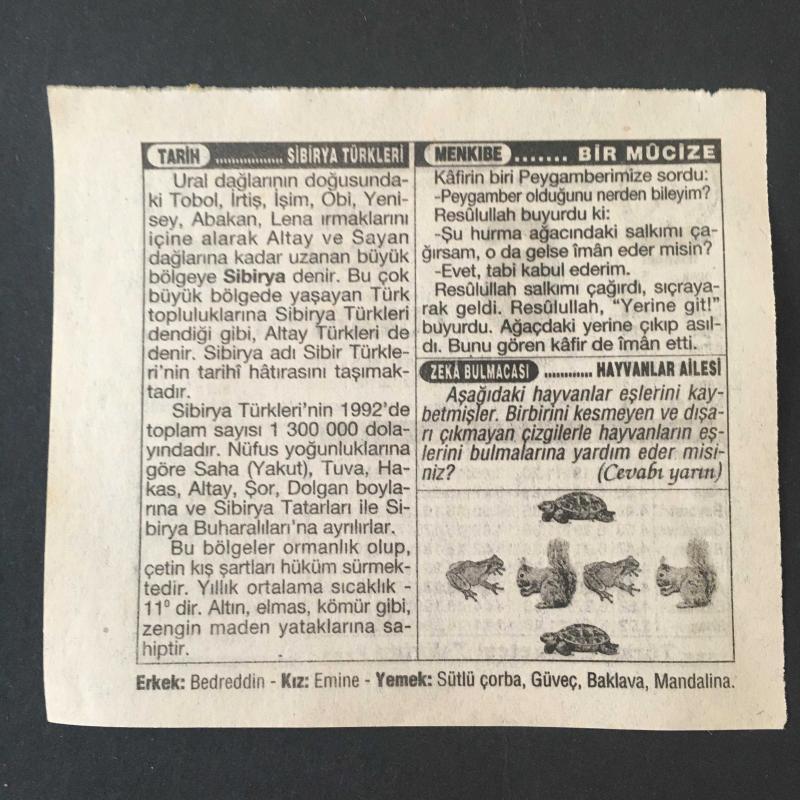 TARİH ................. SİBİRYA TÜRKLERİ
Ural dağlarının doğusunda-
ki Tobol, İrtiş, İşim, Obi, Yeni-
sey, Abakan, Lena ırmaklarını
içine alarak Altay ve Sayan
dağlarına kadar uzanan büyük
bölgeye Sibirya denir. Bu çok
büyük bölgede yaşayan Türk
topluluklarına Sibirya Türkleri
dendiği gibi, Altay Türkleri de
denir. Sibirya adı Sibir Türkle-
ri'nin tarihî hâtırasını taşımak-
tadır.
Sibirya Türkleri'nin 1992'de
toplam sayısı 1 300 000 dola-
yındadır. Nüfus yoğunluklarına
göre Saha (Yakut), Tuva, Ha-
kas, Altay, Şor, Dolgan boyla-
rına ve Sibirya Tatarları ile Si-
birya Buharalıları'na ayrılırlar.
Bu bölgeler ormanlık olup,
çetin kış şartları hüküm sürmek-
tedir. Yıllık ortalama sıcaklık -
11⁰ dir. Altın, elmas, kömür gibi,
zengin maden yataklarına sa-
hiptir.
MENKIBE ....... BİR MÛCİZE
Kâfirin biri Peygamberimize sordu:
-Peygamber olduğunu nerden bileyim?
Resûlullah buyurdu ki:
-Şu hurma ağacındaki salkımı ça-
ğırsam, o da gelse îmân eder misin?
-Evet, tabi kabul ederim.
Resûlullah salkımı çağırdı, sıçraya-
rak geldi. Resûlullah, "Yerine git!"
buyurdu. Ağaçdaki yerine çıkıp asıl-
dı. Bunu gören kâfir de îmân etti.
ZEKÂ BULMACASI ............ HAYVANLAR AİLESİ
Aşağıdaki hayvanlar eşlerini kay-
betmişler. Birbirini kesmeyen ve dışa-
rı çıkmayan çizgilerle hayvanların eş-
lerini bulmalarına yardım eder misi-
niz? (Cevabı yarın)
Erkek: Bedreddin - Kız: Emine - Yemek: Sütlü çorba, Güveç, Baklava, Mandalina.